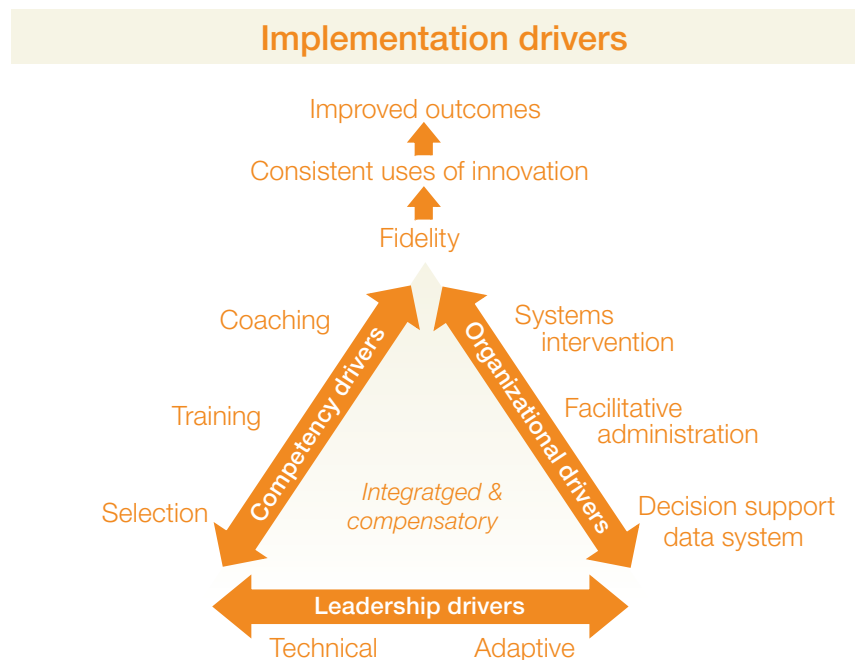 Implementation drivers
Improved outcomes
Consistent uses of innovation
Fidelity
Coaching
Training
Selection
Competency drivers
Organizational drivers
Systems
intervention
Facilitative
administration
Decision support
data system
Integratged &
compensatory
Leadership drivers
Technical
Adaptive